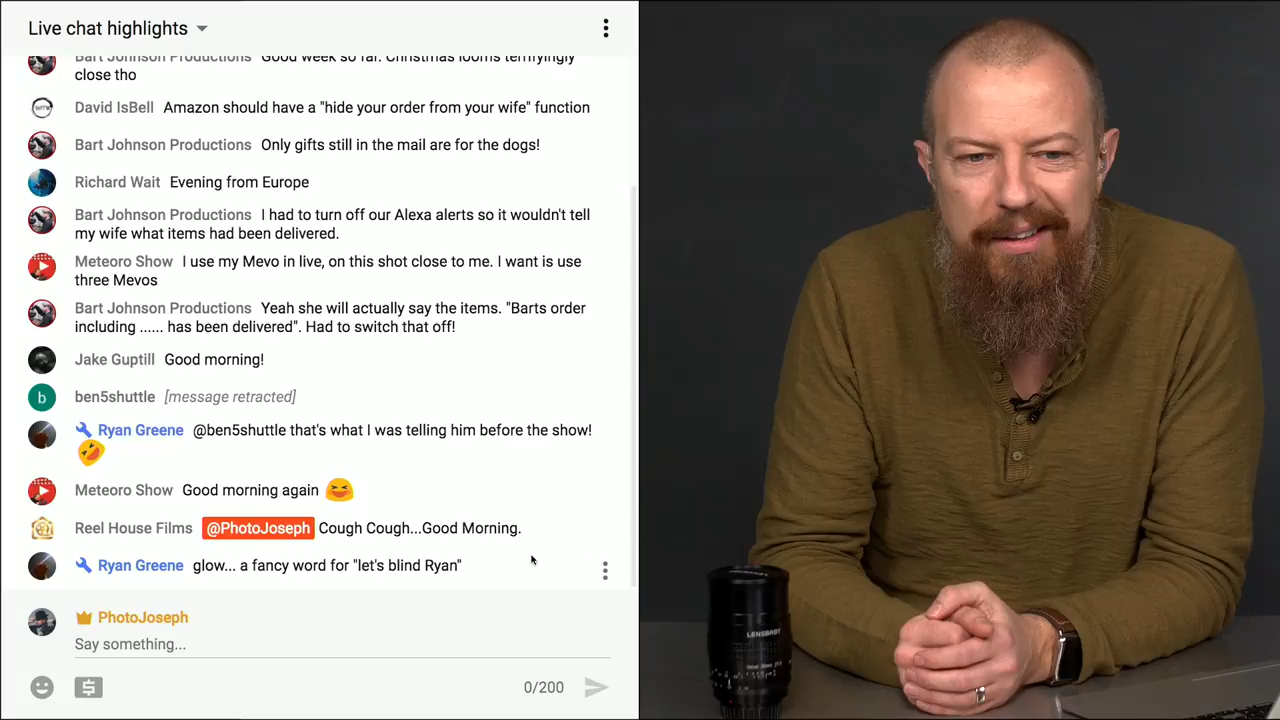 Live chat highlights
Bart Johnson Productions Good week so far. Christmas looms terrifyingly
close tho
David IsBell Amazon should have a "hide your order from your wife" function
Bart Johnson Productions Only gifts still in the mail are for the dogs!
Richard Wait Evening from Europe
Bart Johnson Productions I had to turn off our Alexa alerts so it wouldn't tell
my wife what items had been delivered.
Meteoro Show I use my Mevo in live, on this shot close to me. I want is use
three Mevos
Bart Johnson Productions Yeah she will actually say the items. "Barts order
including ...... has been delivered". Had to switch that off!
Jake Guptill Good morning!
b
ben5shuttle [message retracted]
Ryan Greene @ben5shuttle that's what I was telling him before the show!
Meteoro Show Good morning again
Reel House Films @PhotoJoseph Cough Cough...Good Morning.
Ryan Greene glow... a fancy word for "let's blind Ryan"
PhotoJoseph
Say something...
0/200
LENSBABY